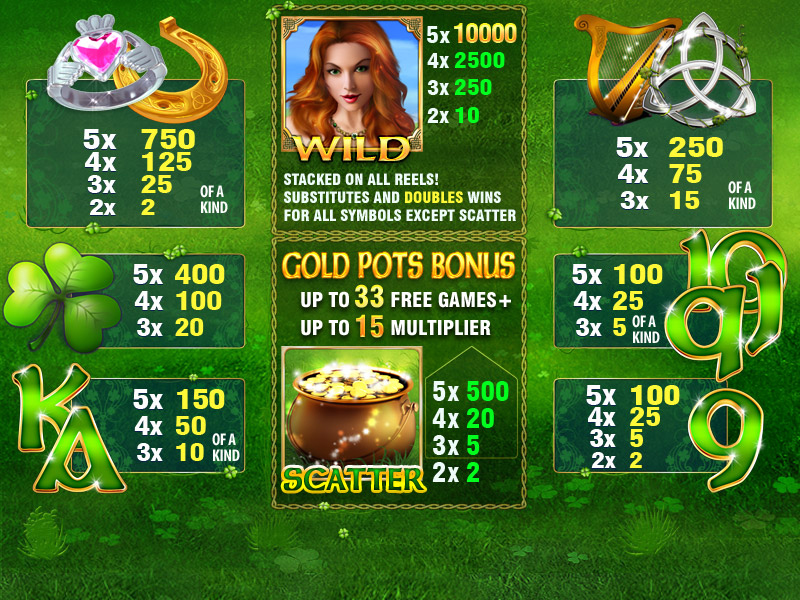 5x 750
4x 125
3x 25
2x 2
OF A
KIND
5x 10000
4x 2500
3x 250
2x 10
WILD
STACKED ON ALL REELS!
SUBSTITUTES AND DOUBLES WINS
FOR ALL SYMBOLS EXCEPT SCATTER
5x 250
4x 75
3x 15
OF A
KIND
5x 400
4x 100
3x 20
GOLD POTS BONUS
UP TO 33 FREE GAMES+
UP TO 15 MULTIPLIER
5x 100
4x 25
3x 5
OF A
KIND
10
q
K
A
5x 150
4x 50
3x 10
OF A
KIND
5x 500
4x 20
3x 5
2x 2
SCATTER
5x 100
4x 25
3x 5
2x 2
9